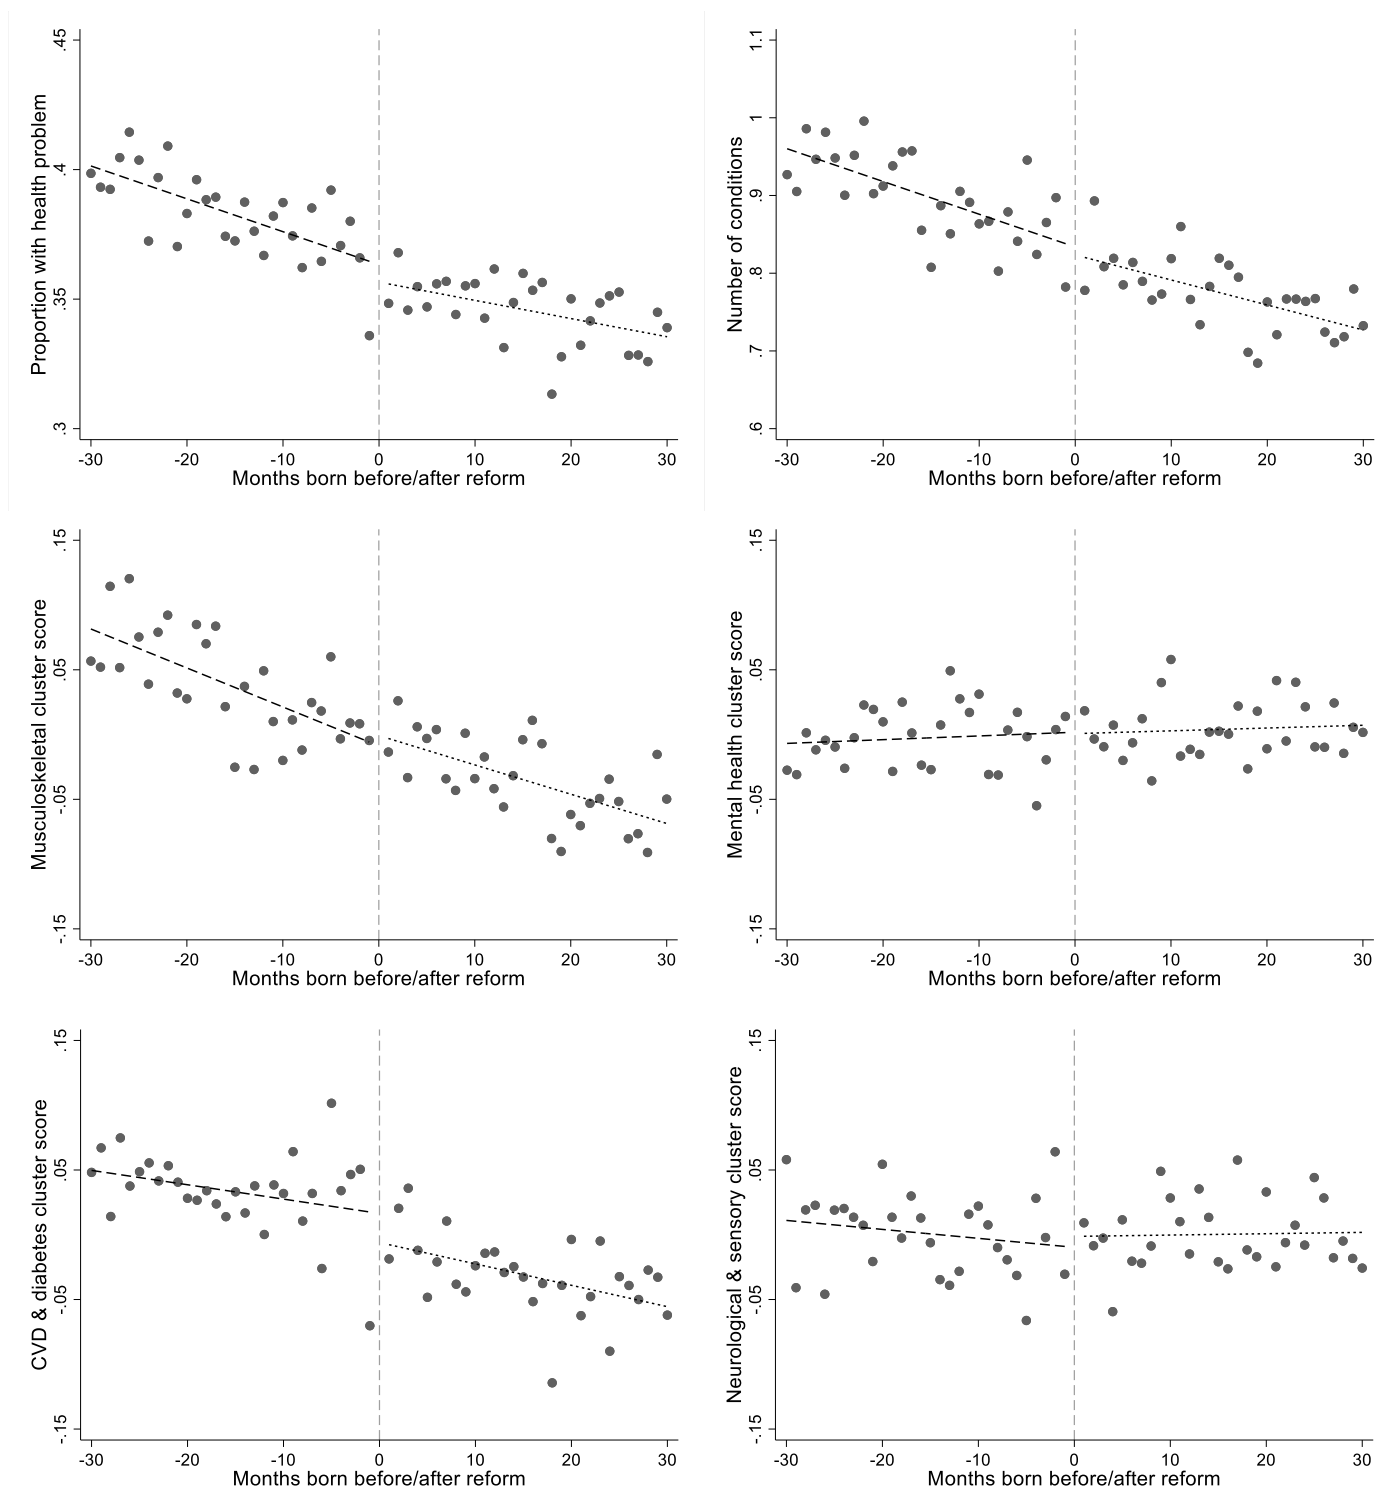 Proportion with health problem
.45
.4
.35
.3
-30 -20 -10 0 10 20 30
Months born before/after reform
Number of conditions
1.1
1
.9
.8
.7
.6
-30 -20 -10 0 10 20 30
Months born before/after reform
Musculoskeletal cluster score
.15
.05
-.05
-.15
-30 -20 -10 0 10 20 30
Months born before/after reform
Mental health cluster score
.15
.05
-.05
-.15
-30 -20 -10 0 10 20 30
Months born before/after reform
CVD & diabetes cluster score
.15
.05
-.05
-.15
-30 -20 -10 0 10 20 30
Months born before/after reform
Neurological & sensory cluster score
.15
.05
-.05
-.15
-30 -20 -10 0 10 20 30
Months born before/after reform